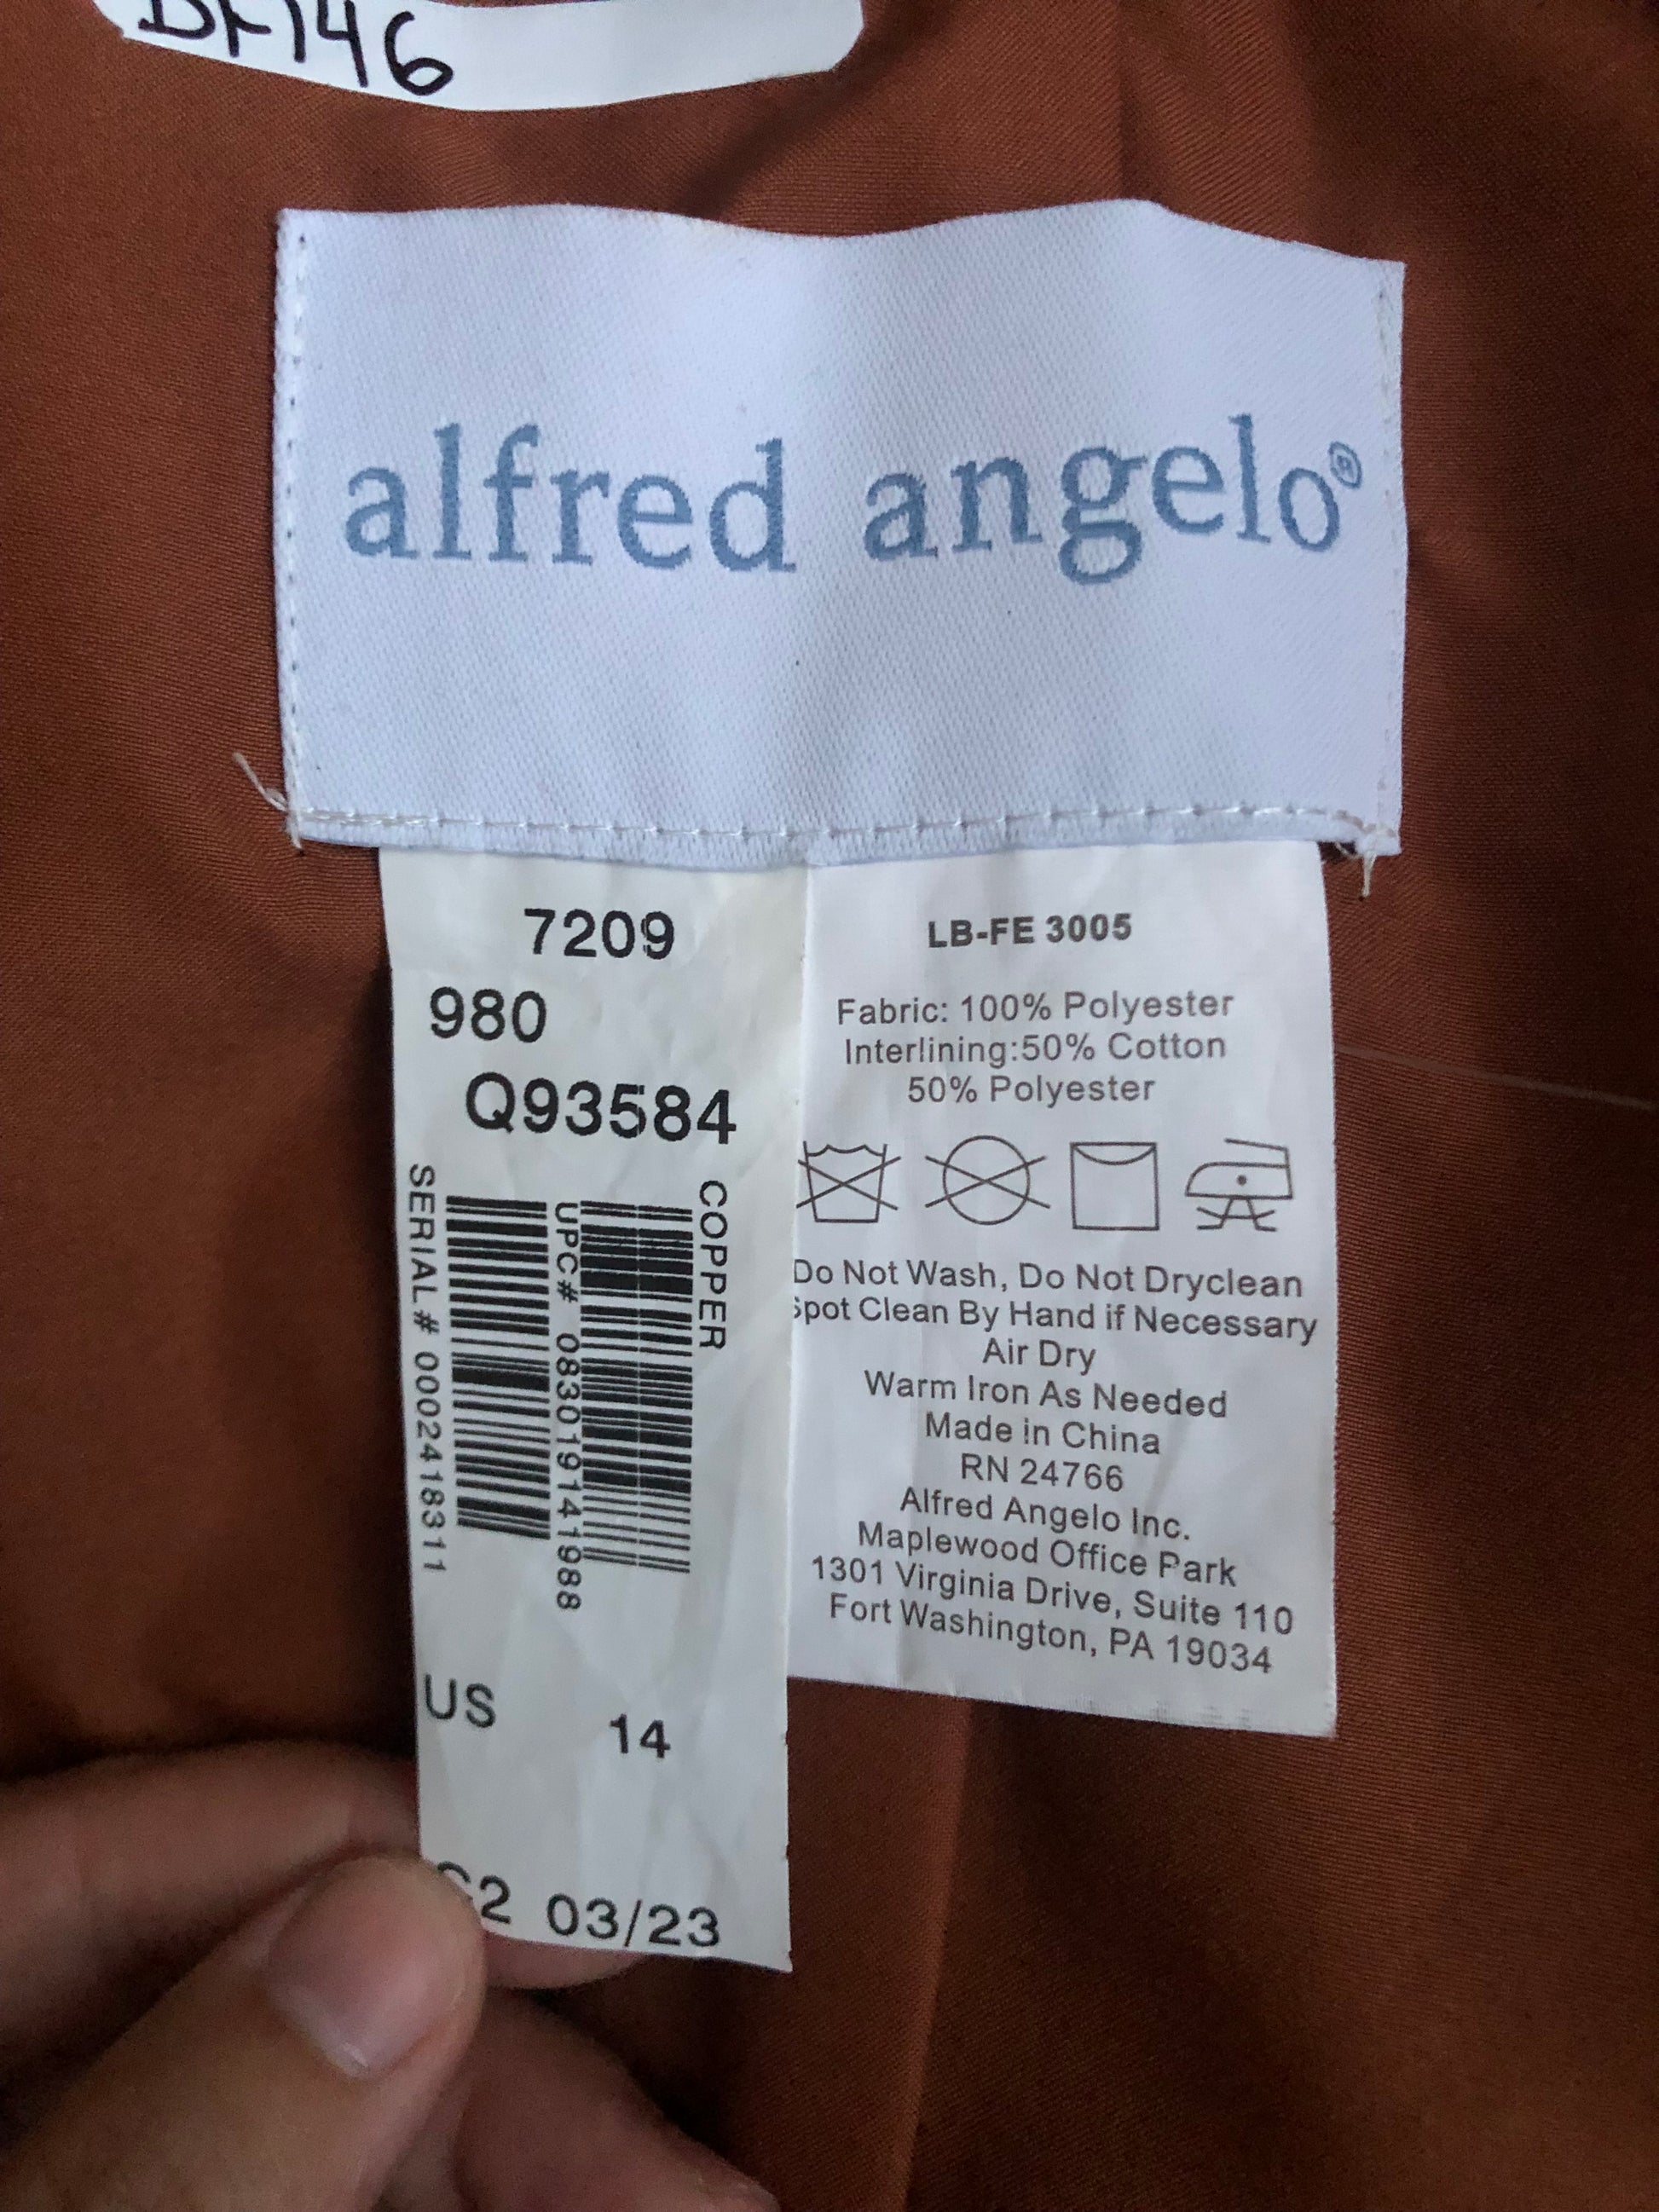 146
alfred angelo®
7209
980
Q93584
COPPER
UPC# 083019141988
SERIAL# 0002418311
US 14
2 03/23
LB-FE 3005
Fabric: 100% Polyester
Interlining:50% Cotton
50% Polyester
Do Not Wash, Do Not Dryclean
Spot Clean By Hand if Necessary
Air Dry
Warm Iron As Needed
Made in China
RN 24766
Alfred Angelo Inc.
Maplewood Office Park
1301 Virginia Drive, Suite 110
Fort Washington, PA 19034